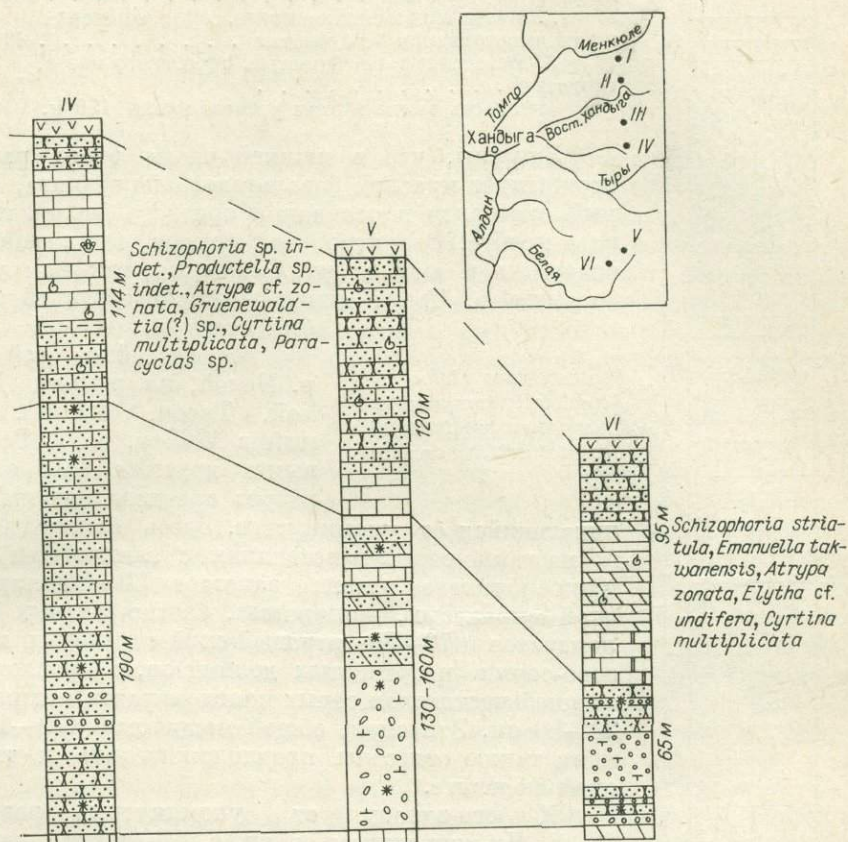 IV
114 м
190 м
Schizophoria sp. in-
det., Productella sp.
indet., Atrypa cf. zo-
nata, Gruenewald-
tia (?) sp., Cyrtina
multiplicata, Para-
cyclas sp.
V
120 м
130-160 м
VI
95 м
65 м
Schizophoria stria-
tula, Emanuella tak-
wanensis, Atrypa
zonata, Elytha cf.
undifera, Cyrtina
multiplicata
Менкюле
I
II
Томпо
Вост. Хандыга
III
Хандыга
IV
Тыры
Алдан
Белая
V
VI